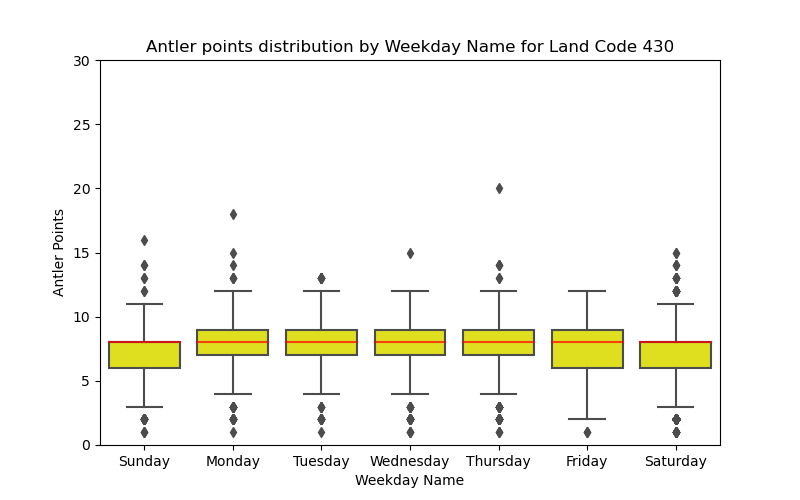 Antler points distribution by Weekday Name for Land Code 430
30
25
20
15
10
5
0
Antler Points
Sunday Monday Tuesday Wednesday Thursday Friday Saturday
Weekday Name